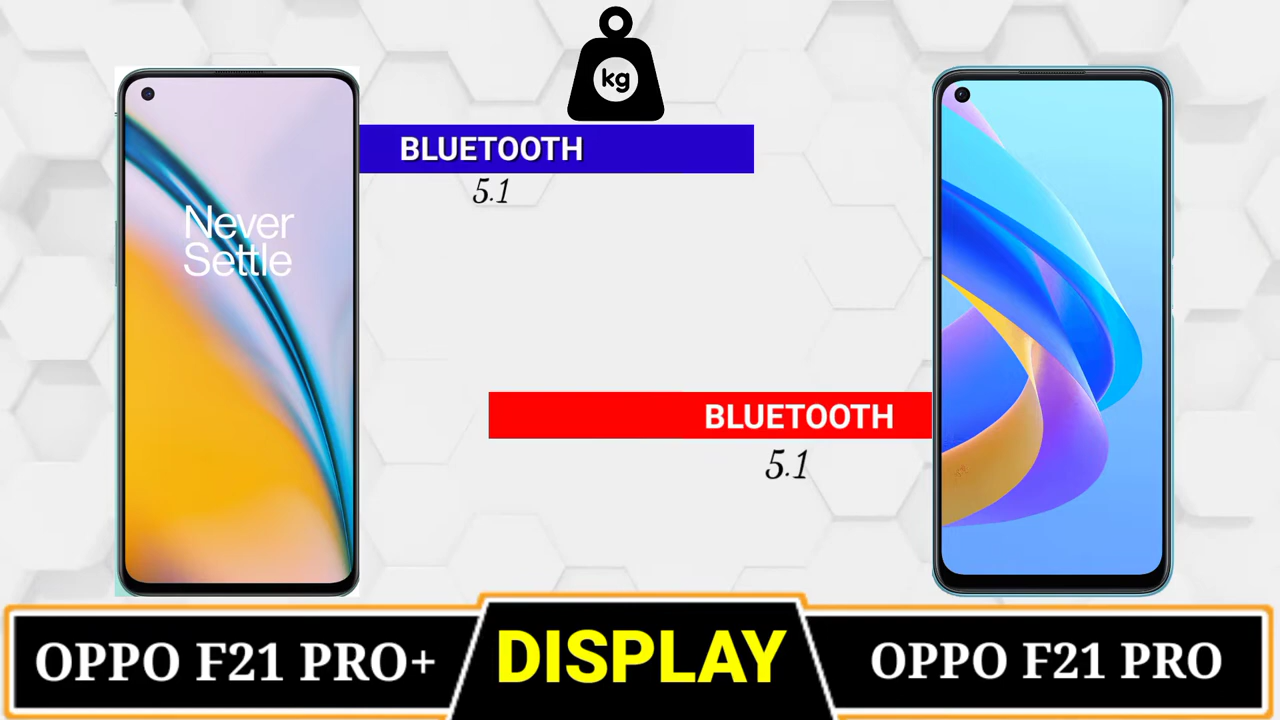 kg
BLUETOOTH
5.1
Never
Settle
BLUETOOTH
5.1
OPPO F21 PRO+
DISPLAY
OPPO F21 PRO